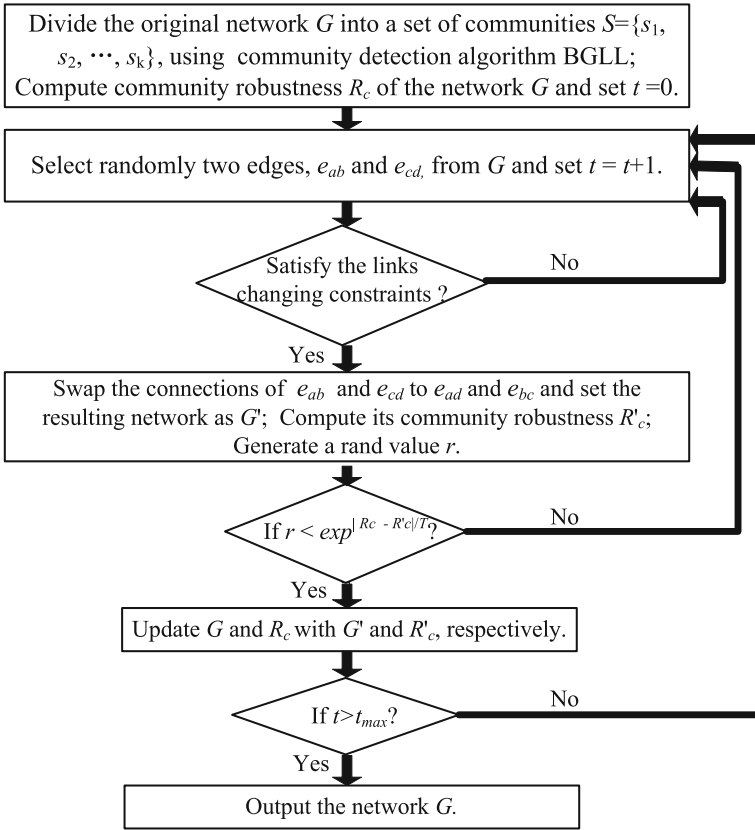 Divide the original network G into a set of communities S={s1,
s2, ···, sk}, using community detection algorithm BGLL;
Compute community robustness Rc of the network G and set t =0.
Select randomly two edges, eab and ecd, from G and set t = t+1.
Satisfy the links
changing constraints ?
No
Yes
Swap the connections of eab and ecd to ead and ebc and set the
resulting network as G'; Compute its community robustness R'c;
Generate a rand value r.
If r < exp| Rc - R'c|/T?
No
Yes
Update G and Rc with G' and R'c, respectively.
If t>tmax?
No
Yes
Output the network G.